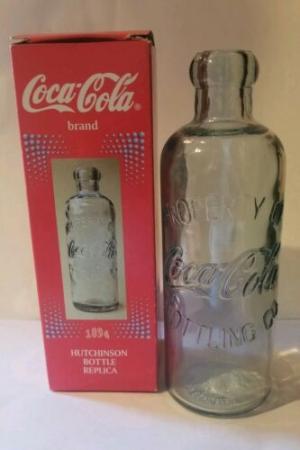 Coca-Cola®
brand
1894
HUTCHINSON
BOTTLE
REPLICA
PROPERTY OF
Coca-Cola
BOTTLING CO